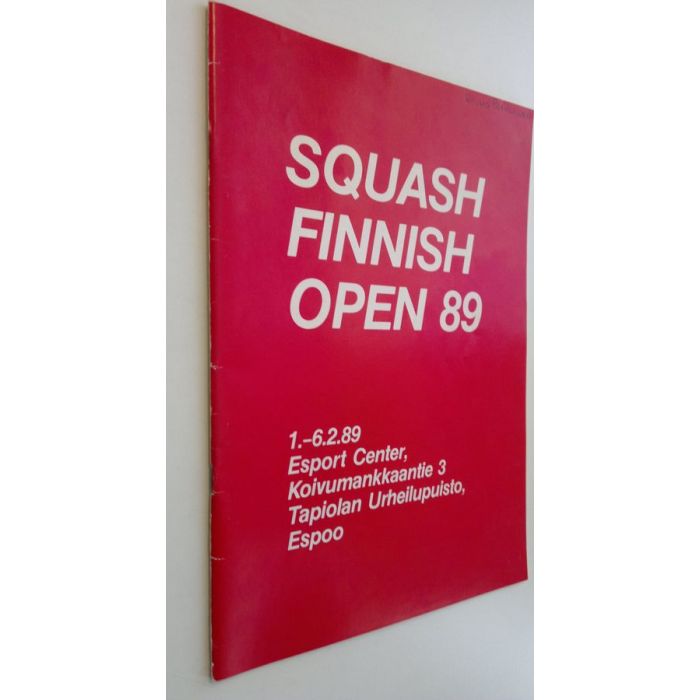 SQUASH
FINNISH
OPEN 89
1.–6.2.89
Esport Center,
Koivumankkaantie 3
Tapiolan Urheilupuisto,
Espoo